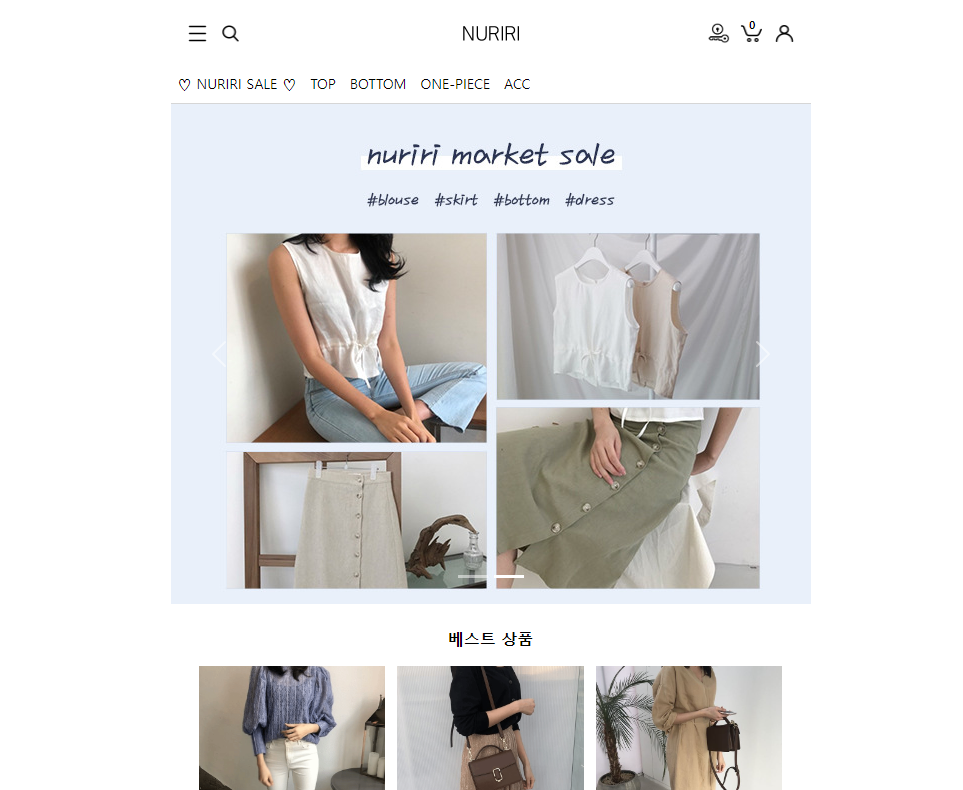 NURIRI
0
♡ NURIRI SALE ♡ TOP BOTTOM ONE-PIECE ACC
nuriri market sale
#blouse #skirt #bottom #dress
베스트 상품